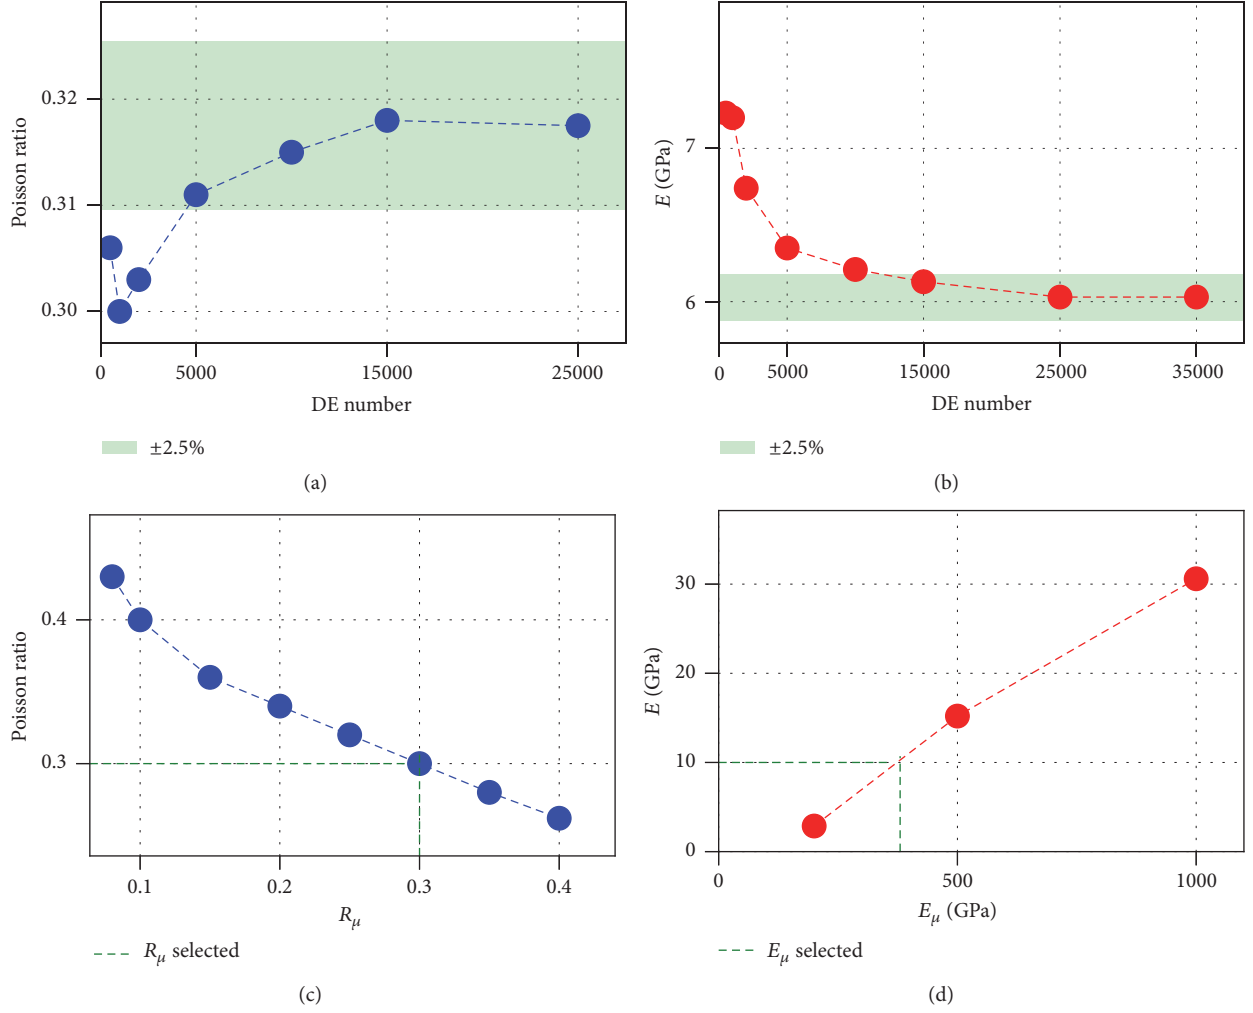 Poisson ratio
0.32
0.31
0.30
0 5000 15000 25000
DE number
±2.5%
(a)
E (GPa)
7
6
0 5000 15000 25000 35000
DE number
±2.5%
(b)
Poisson ratio
0.4
0.3
0.1 0.2 0.3 0.4
Rμ
Rμ selected
(c)
E (GPa)
30
20
10
0
0 500 1000
Eμ (GPa)
Eμ selected
(d)